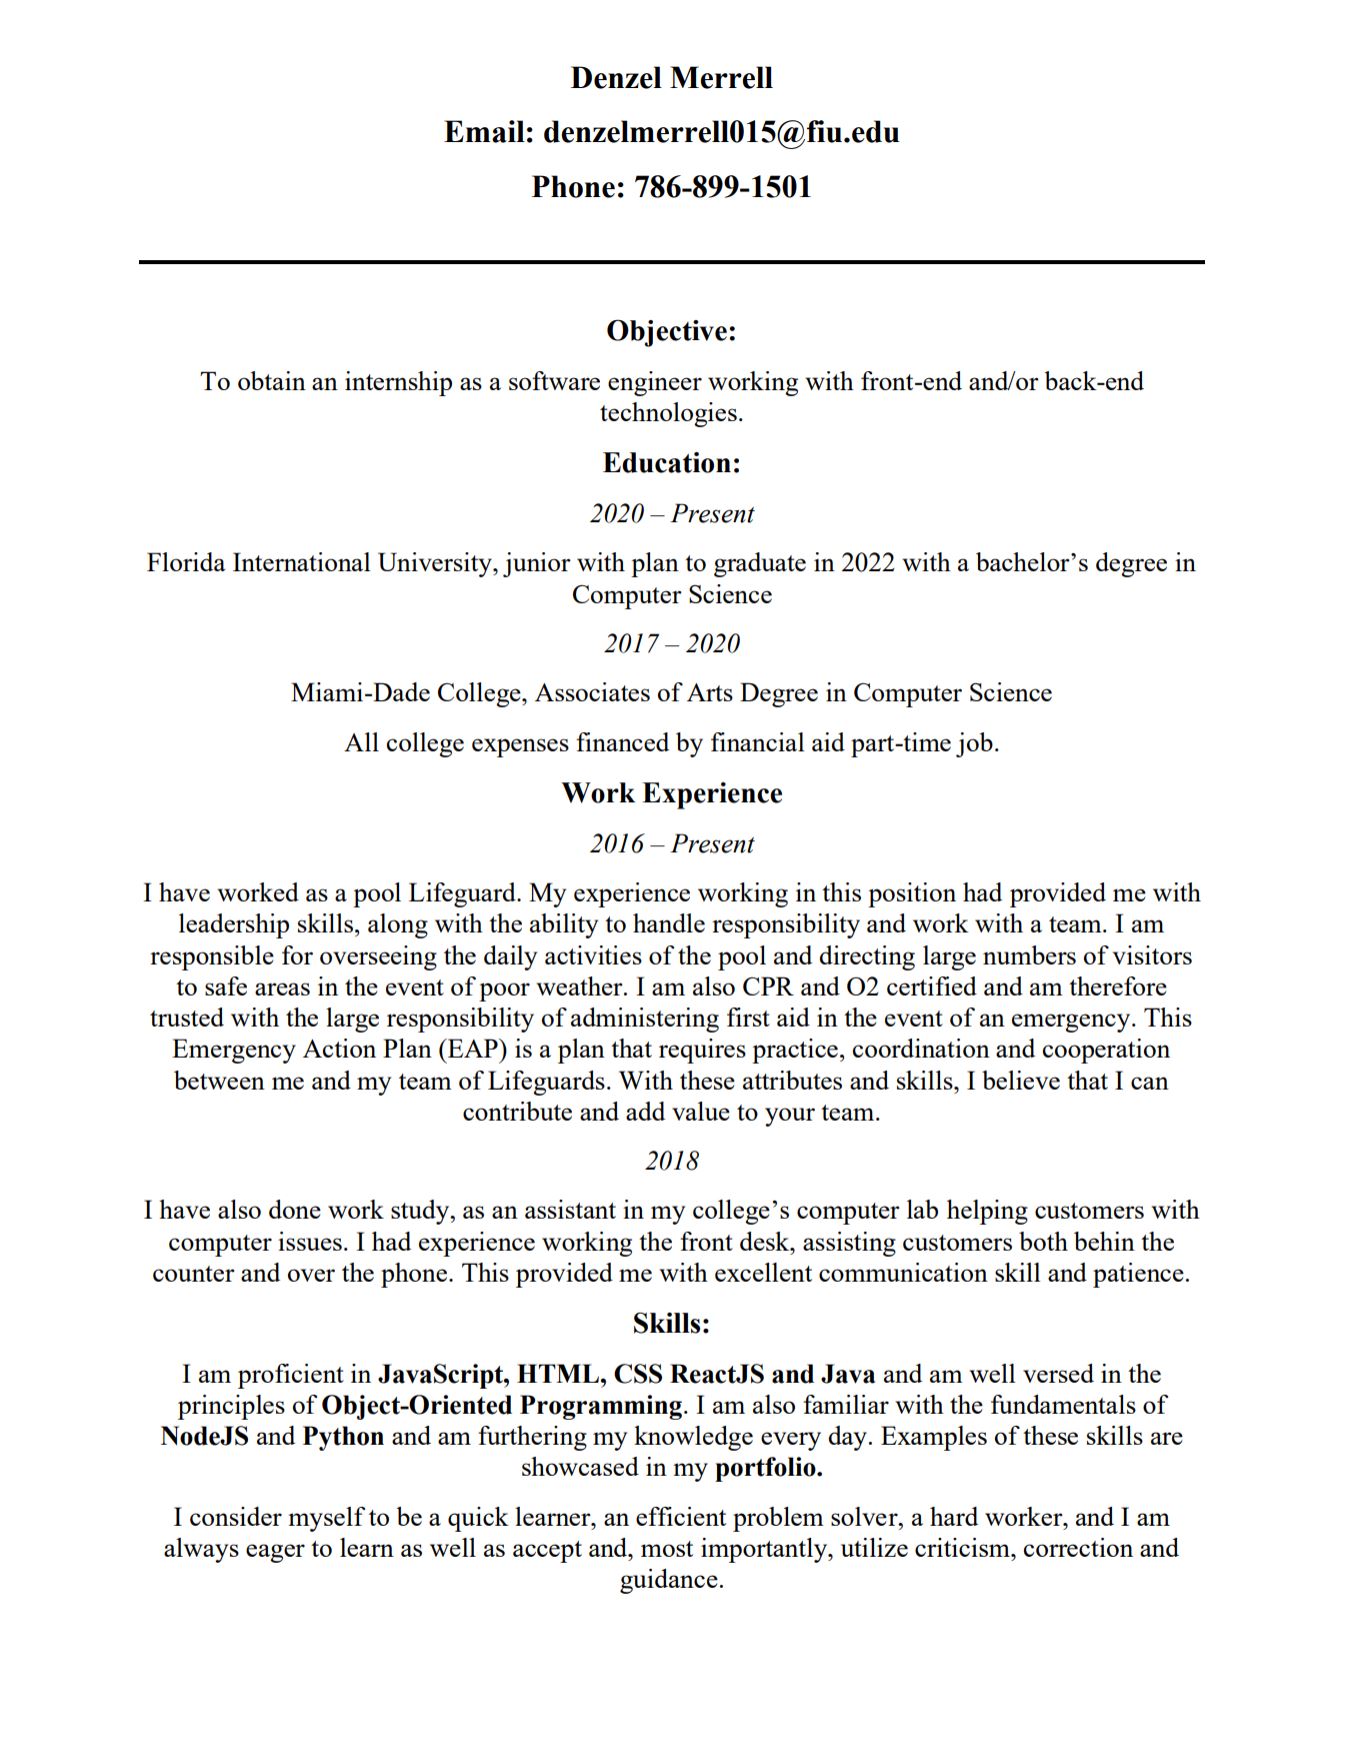 Denzel Merrell
Email: denzelmerrell015@fiu.edu
Phone: 786-899-1501
Objective:
To obtain an internship as a software engineer working with front-end and/or back-end
technologies.
Education:
2020 – Present
Florida International University, junior with plan to graduate in 2022 with a bachelor’s degree in
Computer Science
2017 – 2020
Miami-Dade College, Associates of Arts Degree in Computer Science
All college expenses financed by financial aid part-time job.
Work Experience
2016 – Present
I have worked as a pool Lifeguard. My experience working in this position had provided me with
leadership skills, along with the ability to handle responsibility and work with a team. I am
responsible for overseeing the daily activities of the pool and directing large numbers of visitors
to safe areas in the event of poor weather. I am also CPR and O2 certified and am therefore
trusted with the large responsibility of administering first aid in the event of an emergency. This
Emergency Action Plan (EAP) is a plan that requires practice, coordination and cooperation
between me and my team of Lifeguards. With these attributes and skills, I believe that I can
contribute and add value to your team.
2018
I have also done work study, as an assistant in my college’s computer lab helping customers with
computer issues. I had experience working the front desk, assisting customers both behin the
counter and over the phone. This provided me with excellent communication skill and patience.
Skills:
I am proficient in JavaScript, HTML, CSS ReactJS and Java and am well versed in the
principles of Object-Oriented Programming. I am also familiar with the fundamentals of
NodeJS and Python and am furthering my knowledge every day. Examples of these skills are
showcased in my portfolio.
I consider myself to be a quick learner, an efficient problem solver, a hard worker, and I am
always eager to learn as well as accept and, most importantly, utilize criticism, correction and
guidance.